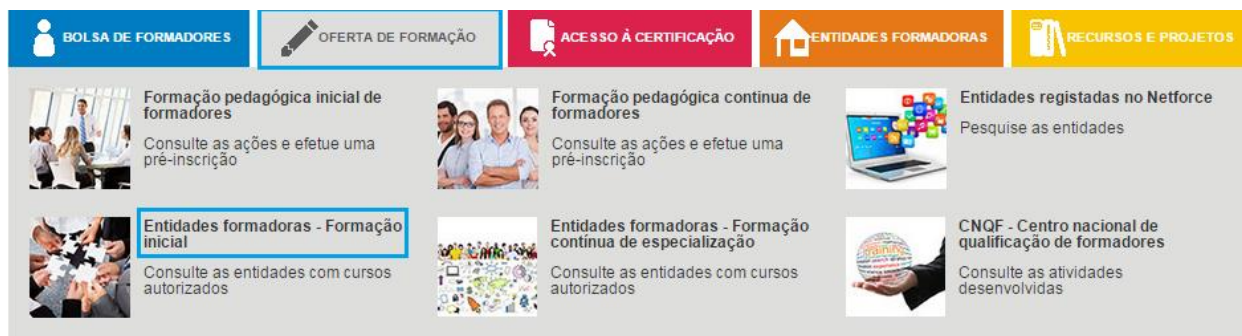 BOLSA DE FORMADORES
OFERTA DE FORMAÇÃO
ACESSO À CERTIFICAÇÃO
ENTIDADES FORMADORAS
RECURSOS E PROJETOS
Formação pedagógica inicial de
formadores
Consulte as ações e efetue uma
pré-inscrição
Formação pedagógica continua de
formadores
Consulte as ações e efetue uma
pré-inscrição
Entidades registadas no Netforce
Pesquise as entidades
Entidades formadoras - Formação
inicial
Consulte as entidades com cursos
autorizados
Entidades formadoras - Formação
contínua de especialização
Consulte as entidades com cursos
autorizados
training
CNQF - Centro nacional de
qualificação de formadores
Consulte as atividades
desenvolvidas